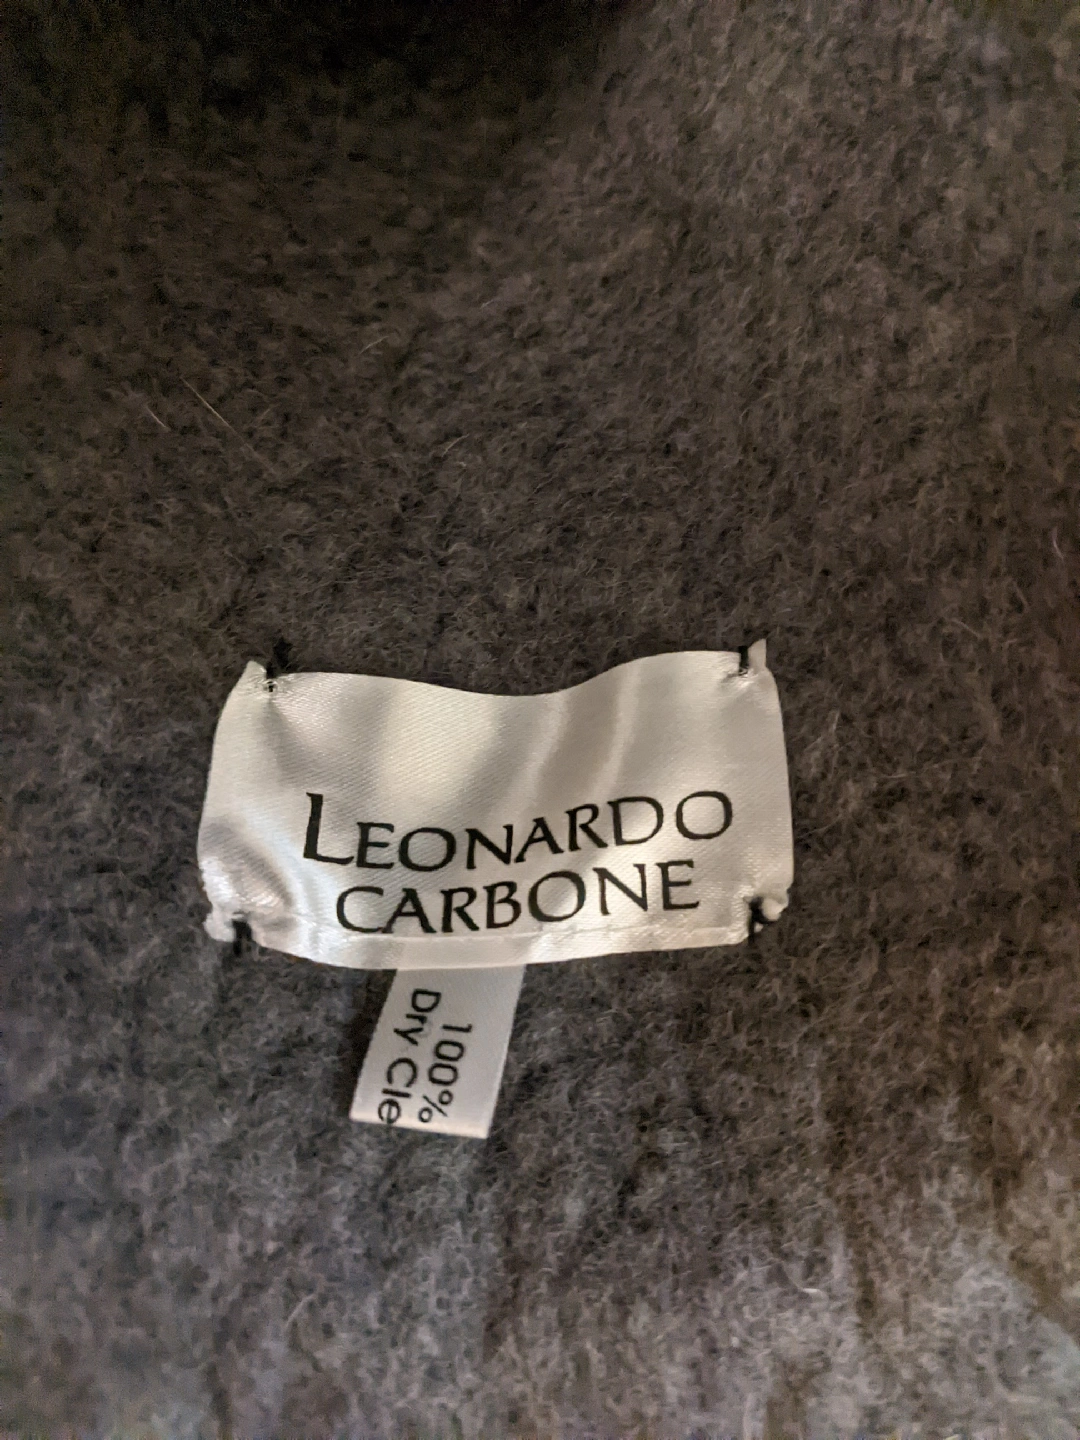 LEONARDO
CARBONE
100%
Dry Cle